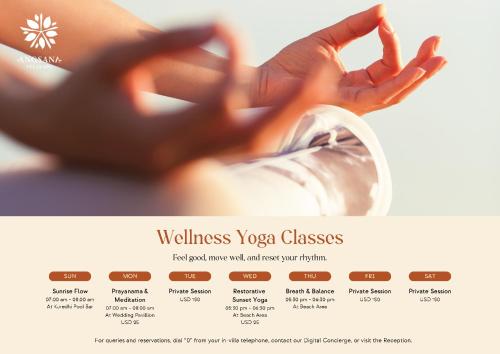 ANGSANA
Wellness Yoga Classes
Feel good, move well, and reset your rhythm.
SUN
Sunrise Flow
07:00 am - 08:00 am
At Kuredhi Pool Bar
MON
Prayanama &
Meditation
07:00 am - 08:00 am
At Wedding Pavilion
USD 25
TUE
Private Session
USD 150
WED
Restorative
Sunset Yoga
05:30 pm - 06:30 pm
At Beach Area
USD 25
THU
Breath & Balance
05:30 pm - 06:30 pm
At Beach Area
FRI
Private Session
USD 150
SAT
Private Session
USD 150
For queries and reservations, dial "0" from your in-villa telephone, contact our Digital Concierge, or visit the Reception.